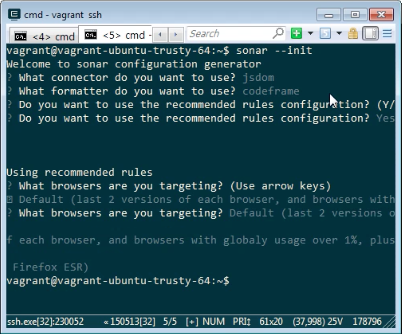 cmd - vagrant ssh
<4> cmd
<5> cmd -
Search
vagrant@vagrant-ubuntu-trusty-64:~$ sonar --init
Welcome to sonar configuration generator
? What connector do you want to use? jsdom
? What formatter do you want to use? codeframe
? Do you want to use the recommended rules configuration? (Y/
? Do you want to use the recommended rules configuration? Yes
Using recommended rules
? What browsers are you targeting? (Use arrow keys)
Default (last 2 versions of each browser, and browsers with
? What browsers are you targeting? Default (last 2 versions o
f each browser, and browsers with globaly usage over 1%, plus
Firefox ESR)
vagrant@vagrant-ubuntu-trusty-64:~$
ssh.exe[32]:230052 «150513[32] 5/5 [+] NUM PRI‡ 61x20 (37,998) 25V 178796